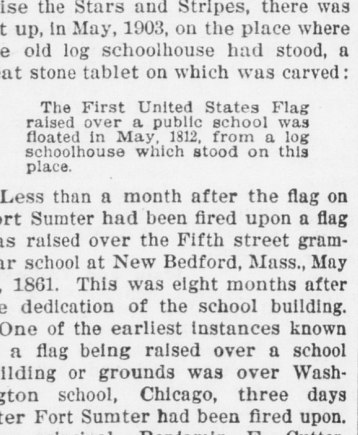 ise the Stars and Stripes, there was
t up, in May, 1903, on the place where
e old log schoolhouse had stood, a
eat stone tablet on which was carved:
The First United States Flag
raised over a public school was
floated in May, 1812, from a log
schoolhouse which stood on this
place.
Less than a month after the flag on
ort Sumter had been fired upon a flag
as raised over the Fifth street gram-
ar school at New Bedford, Mass., May
, 1861. This was eight months after
e dedication of the school building.
One of the earliest instances known
a flag being raised over a school
ilding or grounds was over Wash-
gton school, Chicago, three days
ter Fort Sumter had been fired upon.